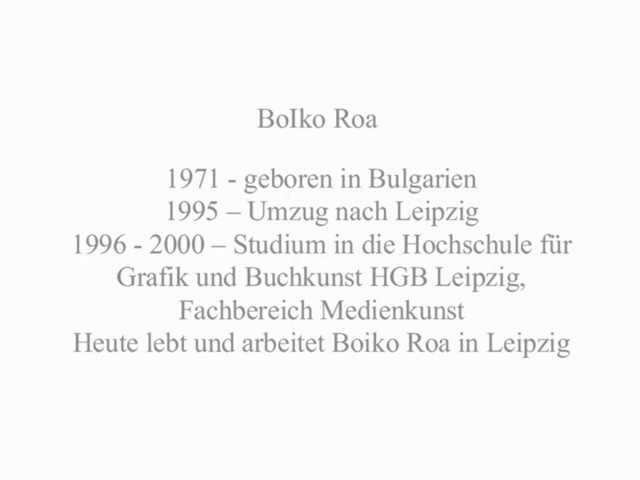 BoIko Roa
1971 - geboren in Bulgarien
1995 – Umzug nach Leipzig
1996 - 2000 – Studium in die Hochschule für
Grafik und Buchkunst HGB Leipzig,
Fachbereich Medienkunst
Heute lebt und arbeitet Boiko Roa in Leipzig